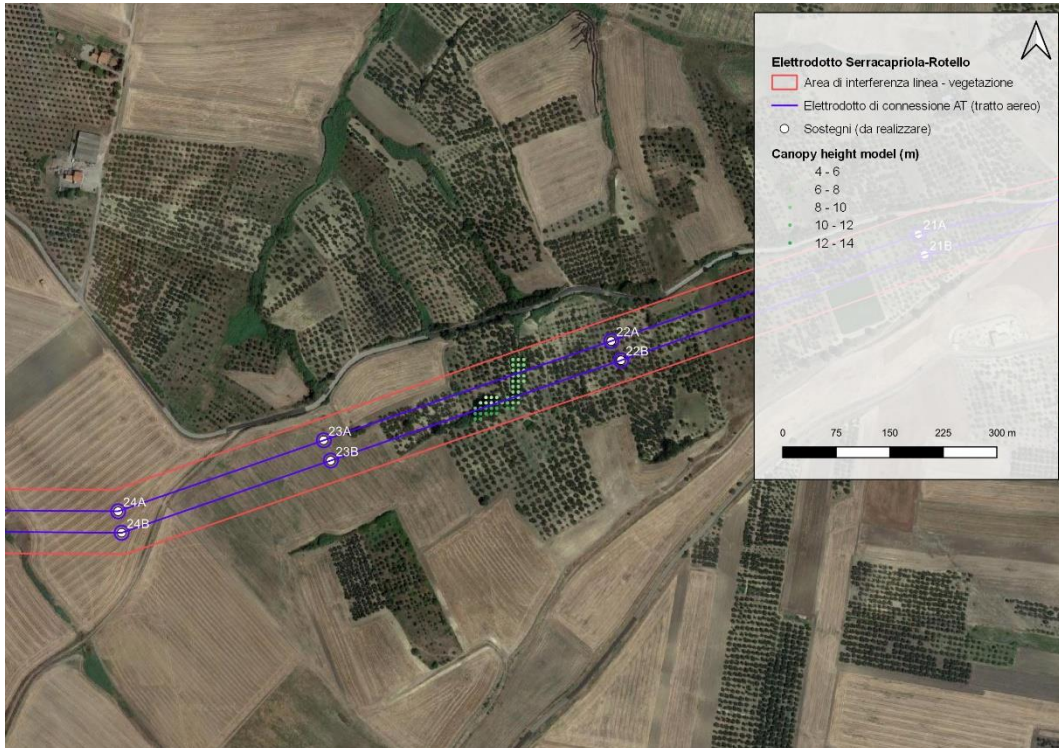 Elettrodotto Serracapriola-Rotello
Area di interferenza linea - vegetazione
Elettrodotto di connessione AT (tratto aereo)
Sostegni (da realizzare)
Canopy height model (m)
4 - 6
6 - 8
8 - 10
10 - 12
12 - 14
21A
21B
22A
22B
23A
23B
24A
24B
0 75 150 225 300 m